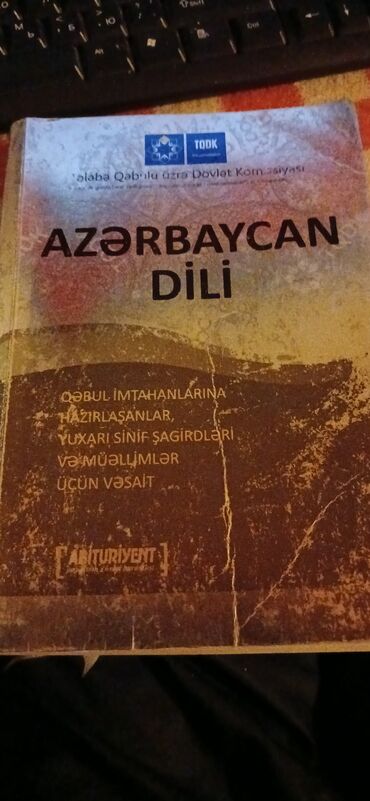 TQDK
Tələbə Qəbulu üzrə Dövlət Komissiyası
AZƏRBAYCAN
DİLİ
QƏBUL İMTAHANLARINA
HAZIRLAŞANLAR,
YUXARI SİNİF ŞAGİRDLƏRİ
VƏ MÜƏLLİMLƏR
ÜÇÜN VƏSAİT
ABİTURİYENT